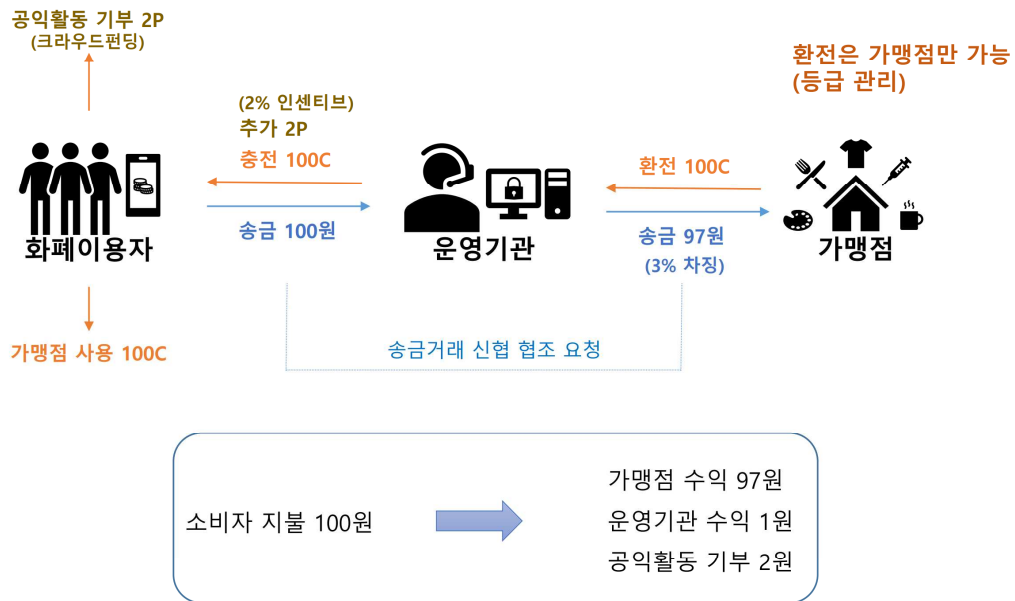 공익활동 기부 2P
(크라우드펀딩)
환전은 가맹점만 가능
(등급 관리)
(2% 인센티브)
추가 2P
충전 100C
환전 100C
송금 100원
송금 97원
(3% 차징)
화폐이용자
운영기관
가맹점
가맹점 사용 100C
송금거래 신협 협조 요청
소비자 지불 100원
가맹점 수익 97원
운영기관 수익 1원
공익활동 기부 2원